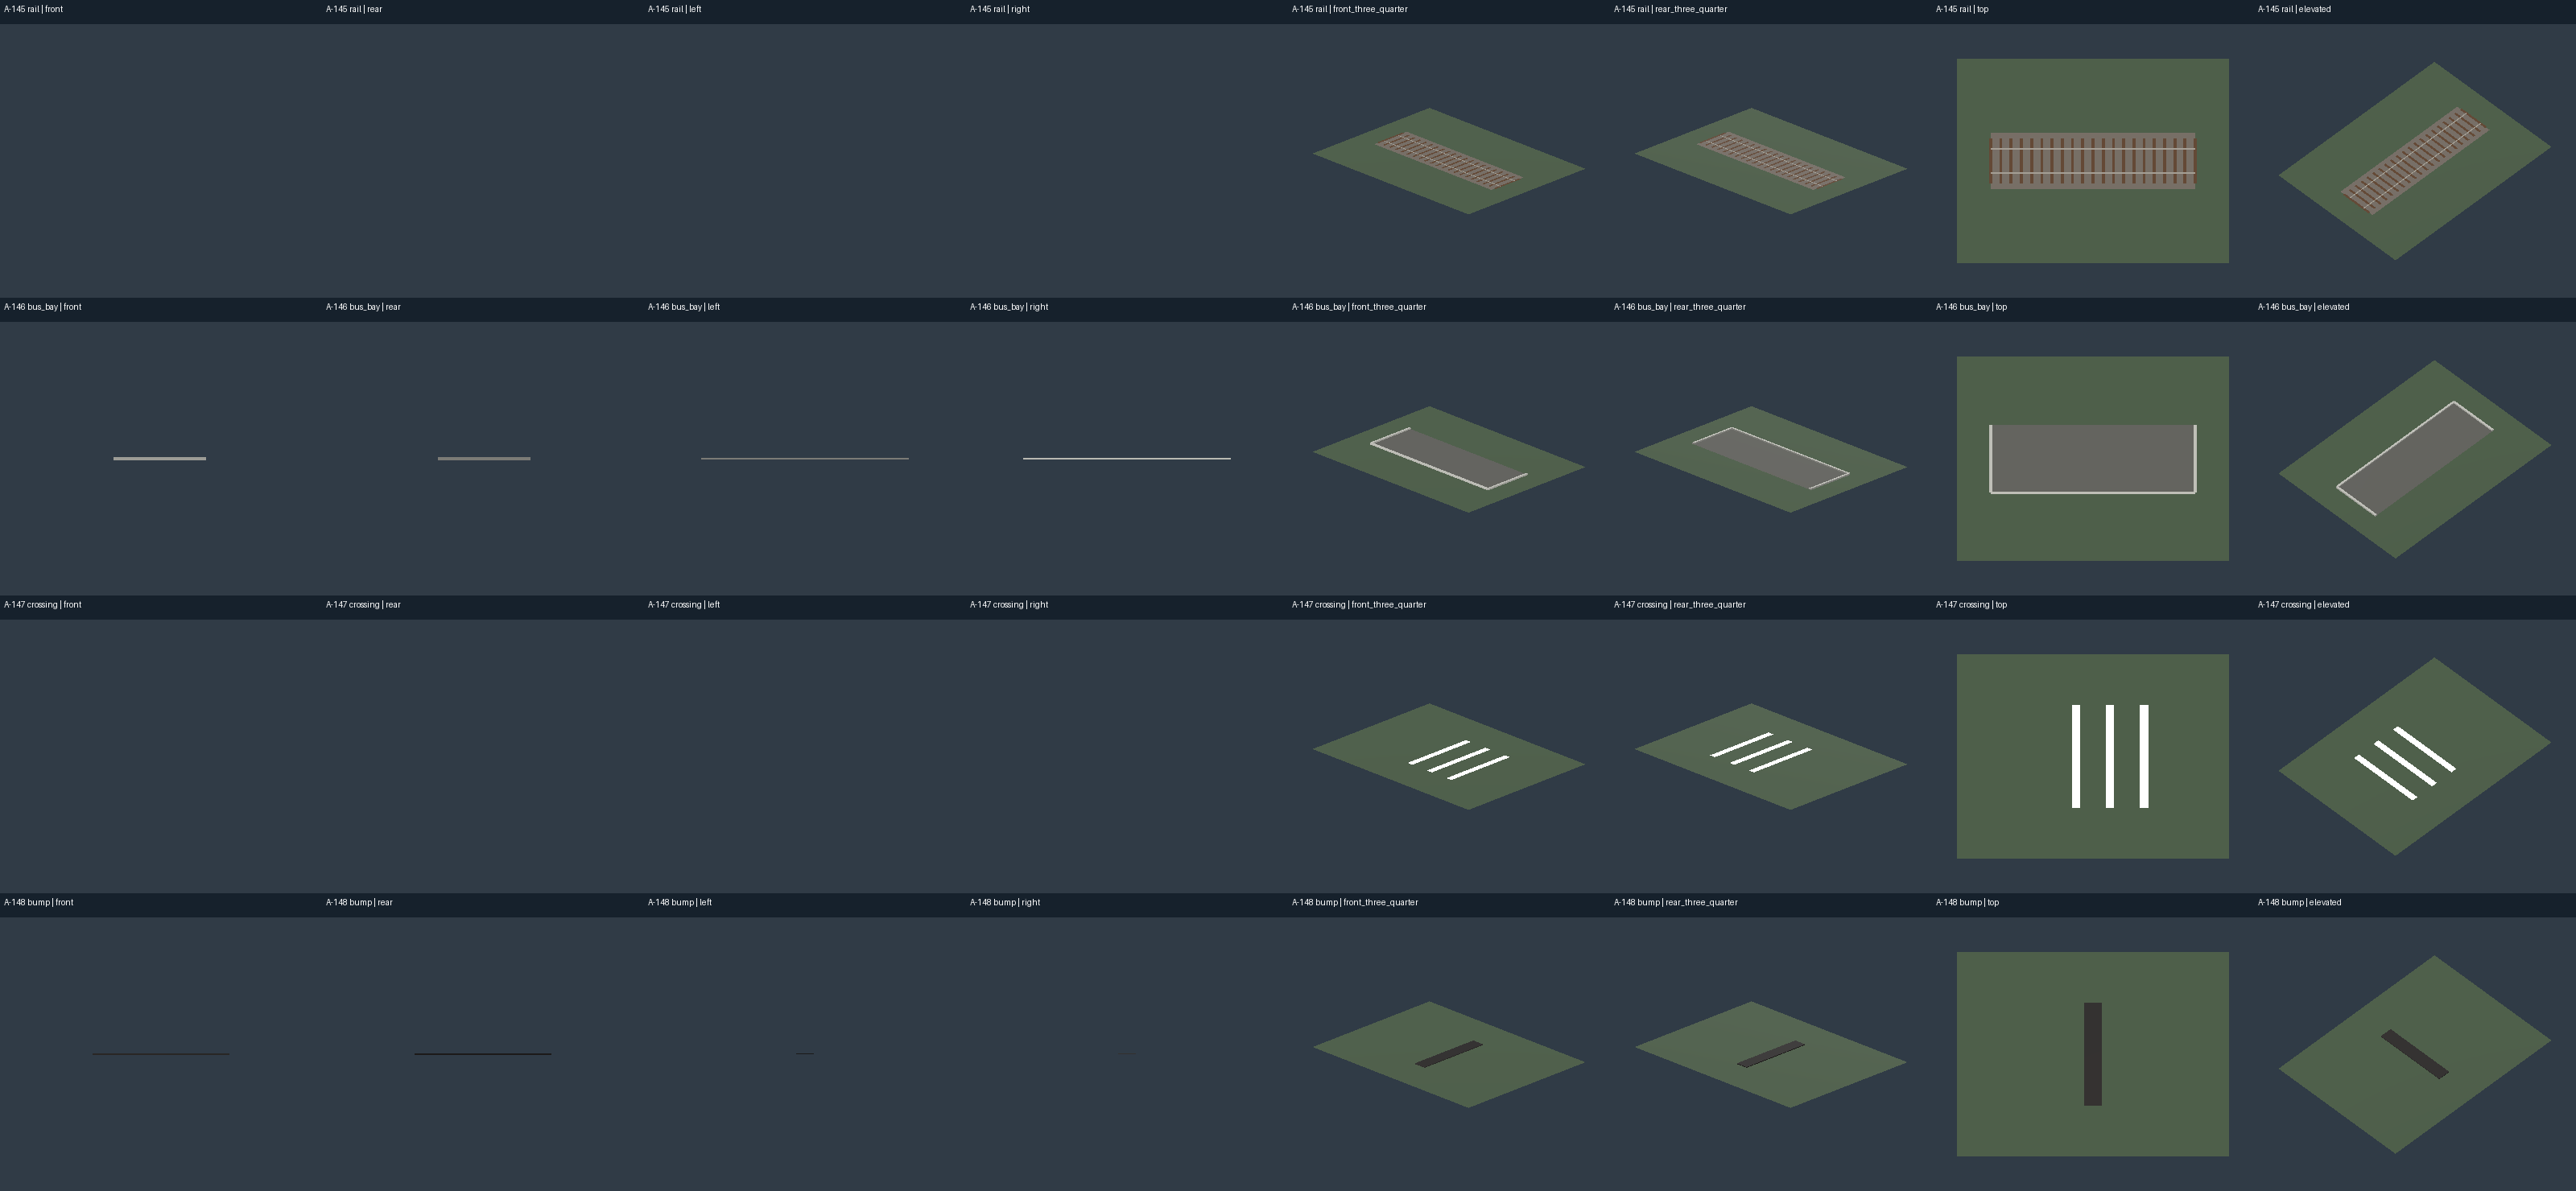 A-145 rail | front
A-145 rail | rear
A-145 rail | left
A-145 rail | right
A-145 rail | front_three_quarter
A-145 rail | rear_three_quarter
A-145 rail | top
A-145 rail | elevated
A-146 bus_bay | front
A-146 bus_bay | rear
A-146 bus_bay | left
A-146 bus_bay | right
A-146 bus_bay | front_three_quarter
A-146 bus_bay | rear_three_quarter
A-146 bus_bay | top
A-146 bus_bay | elevated
A-147 crossing | front
A-147 crossing | rear
A-147 crossing | left
A-147 crossing | right
A-147 crossing | front_three_quarter
A-147 crossing | rear_three_quarter
A-147 crossing | top
A-147 crossing | elevated
A-148 bump | front
A-148 bump | rear
A-148 bump | left
A-148 bump | right
A-148 bump | front_three_quarter
A-148 bump | rear_three_quarter
A-148 bump | top
A-148 bump | elevated